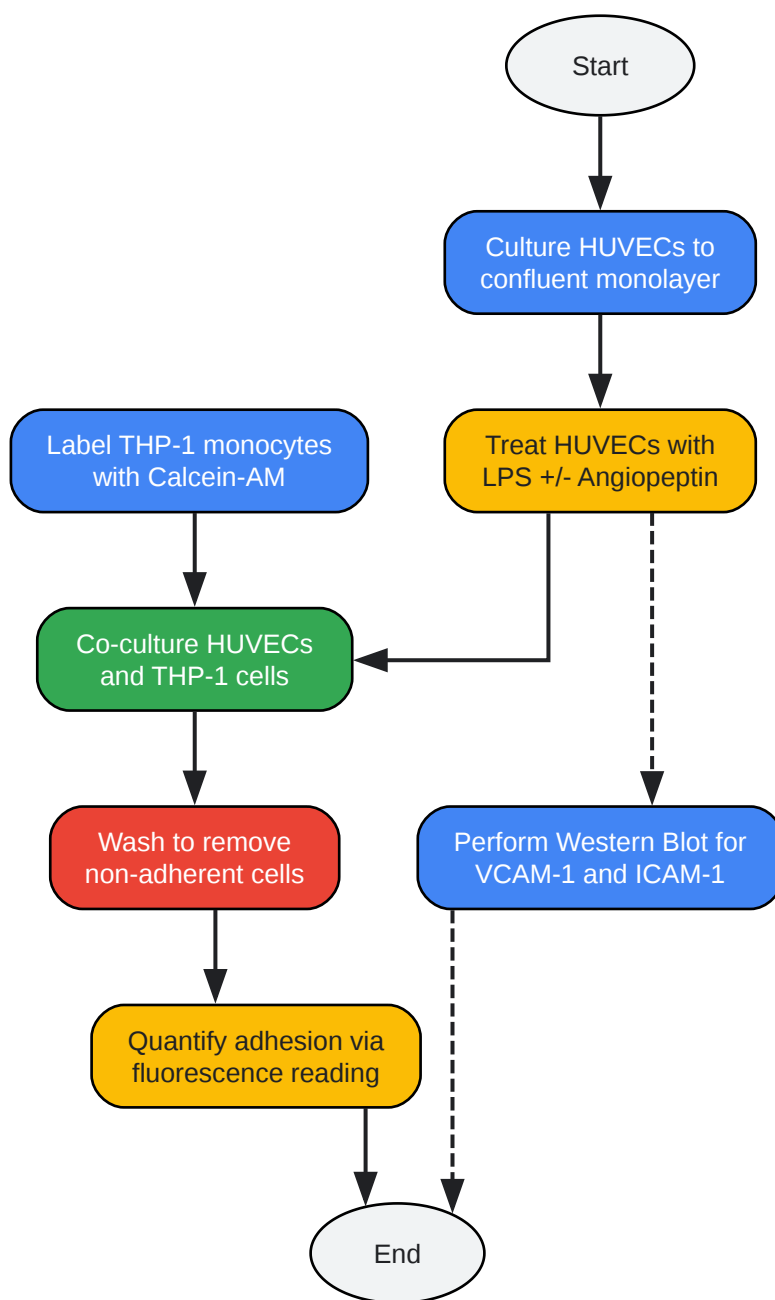 Start
Culture HUVECs to
confluent monolayer
Label THP-1 monocytes
with Calcein-AM
Treat HUVECs with
LPS +/- Angiopeptin
Co-culture HUVECs
and THP-1 cells
Wash to remove
non-adherent cells
Perform Western Blot for
VCAM-1 and ICAM-1
Quantify adhesion via
fluorescence reading
End